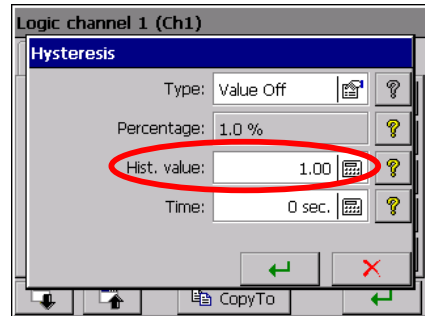 Logic channel 1 (Ch1)
Hysteresis
Type: Value Off ?
Percentage: 1.0 % ?
Hist. value: 1.00 ?
Time: 0 sec. ?
CopyTo